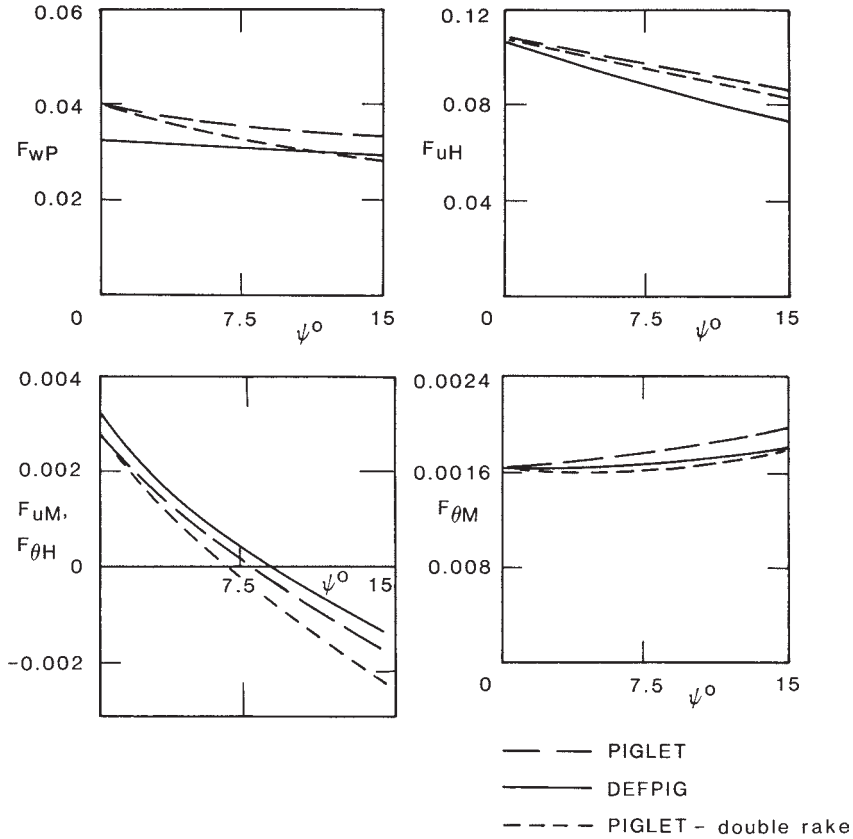 0.06
0.04
F_wP
0.02
0
7.5
ψ°
15
0.12
0.08
F_uH
0.04
0
7.5
ψ°
15
0.004
0.002
F_uM,
F_θH
0
7.5
ψ°
15
-0.002
0.0024
0.0016
F_θM
0.0008
0
7.5
ψ°
15
PIGLET
DEFPIG
PIGLET - double rake